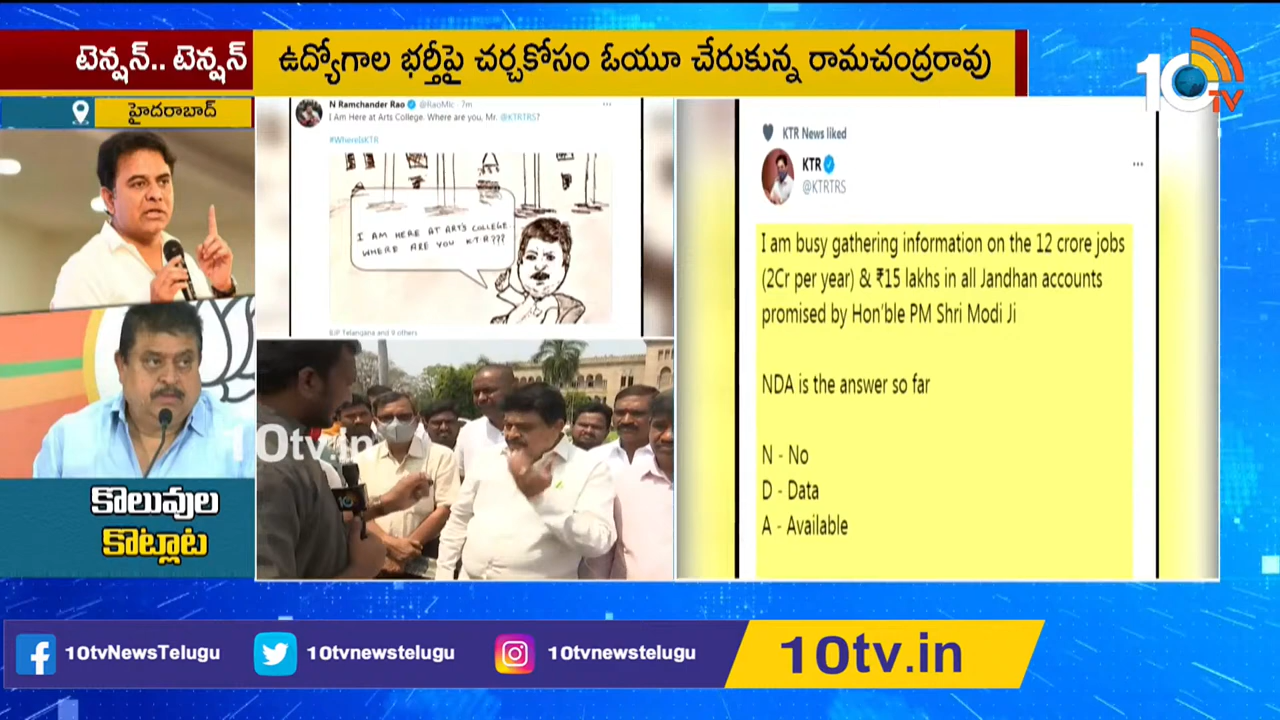 టెన్షన్.. టెన్షన్
ఉద్యోగాల భర్తీపై చర్చకోసం ఓయూ చేరుకున్న రామచంద్రరావు
10TV
హైదరాబాద్
N Ramchander Rao @RaoMlc · 7m
I Am Here at Arts College. Where are you, Mr. @KTRTRS?
#WhereIsKTR
I AM HERE AT ART'S COLLEGE
WHERE ARE YOU KTR???
BJP Telangana and 9 others
KTR News liked
KTR
@KTRTRS
I am busy gathering information on the 12 crore jobs
(2Cr per year) & ₹15 lakhs in all Jandhan accounts
promised by Hon'ble PM Shri Modi Ji
NDA is the answer so far
N - No
D - Data
A - Available
10tv.in
10
కొలువుల
కొట్లాట
10tvNewsTelugu
10tvnewstelugu
10tvnewstelugu
10tv.in